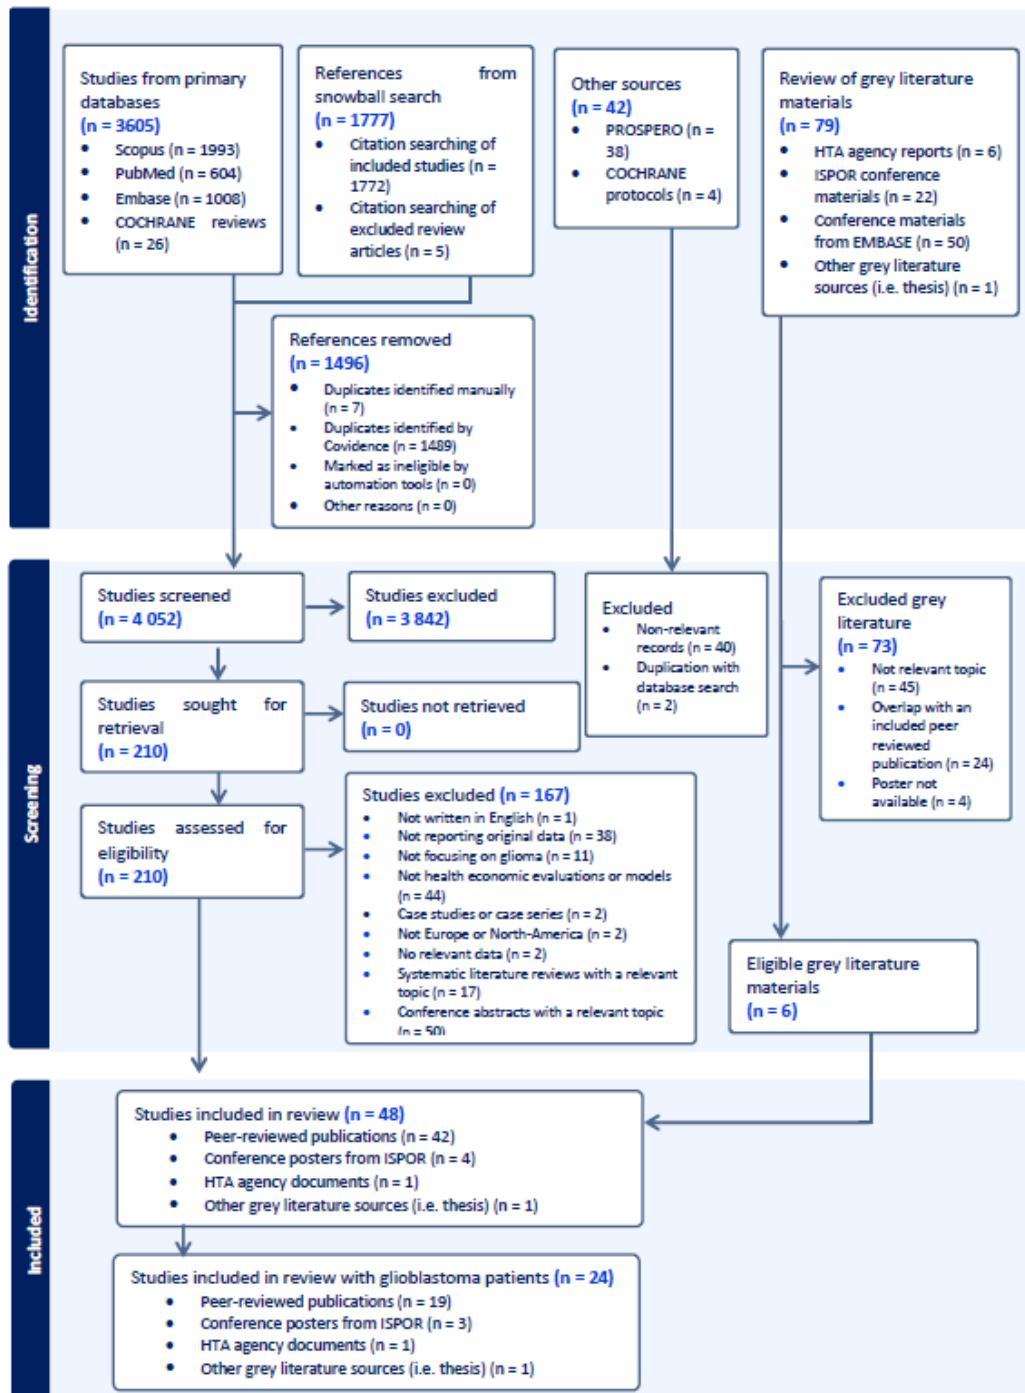 Identification
Studies from primary
databases
(n = 3605)
• Scopus (n = 1993)
• PubMed (n = 604)
• Embase (n = 1008)
• COCHRANE reviews
(n = 26)
References from
snowball search
(n = 1777)
• Citation searching of
included studies (n =
1772)
• Citation searching of
excluded review
articles (n = 5)
Other sources
(n = 42)
• PROSPERO (n =
38)
• COCHRANE
protocols (n = 4)
Review of grey literature
materials
(n = 79)
• HTA agency reports (n = 6)
• ISPOR conference
materials (n = 22)
• Conference materials
from EMBASE (n = 50)
• Other grey literature
sources (i.e. thesis) (n = 1)
References removed
(n = 1496)
• Duplicates identified manually
(n = 7)
• Duplicates identified by
Covidence (n = 1489)
• Marked as ineligible by
automation tools (n = 0)
• Other reasons (n = 0)
Screening
Studies screened
(n = 4 052)
Studies excluded
(n = 3 842)
Excluded
• Non-relevant
records (n = 40)
• Duplication with
database search
(n = 2)
Excluded grey
literature
(n = 73)
• Not relevant topic
(n = 45)
• Overlap with an
included peer
reviewed
publication (n = 24)
• Poster not
available (n = 4)
Studies sought for
retrieval
(n = 210)
Studies not retrieved
(n = 0)
Studies assessed for
eligibility
(n = 210)
Studies excluded (n = 167)
• Not written in English (n = 1)
• Not reporting original data (n = 38)
• Not focusing on glioma (n = 11)
• Not health economic evaluations or models
(n = 44)
• Case studies or case series (n = 2)
• Not Europe or North-America (n = 2)
• No relevant data (n = 2)
• Systematic literature reviews with a relevant
topic (n = 17)
• Conference abstracts with a relevant topic
(n = 50)
Eligible grey literature
materials
(n = 6)
Included
Studies included in review (n = 48)
• Peer-reviewed publications (n = 42)
• Conference posters from ISPOR (n = 4)
• HTA agency documents (n = 1)
• Other grey literature sources (i.e. thesis) (n = 1)
Studies included in review with glioblastoma patients (n = 24)
• Peer-reviewed publications (n = 19)
• Conference posters from ISPOR (n = 3)
• HTA agency documents (n = 1)
• Other grey literature sources (i.e. thesis) (n = 1)